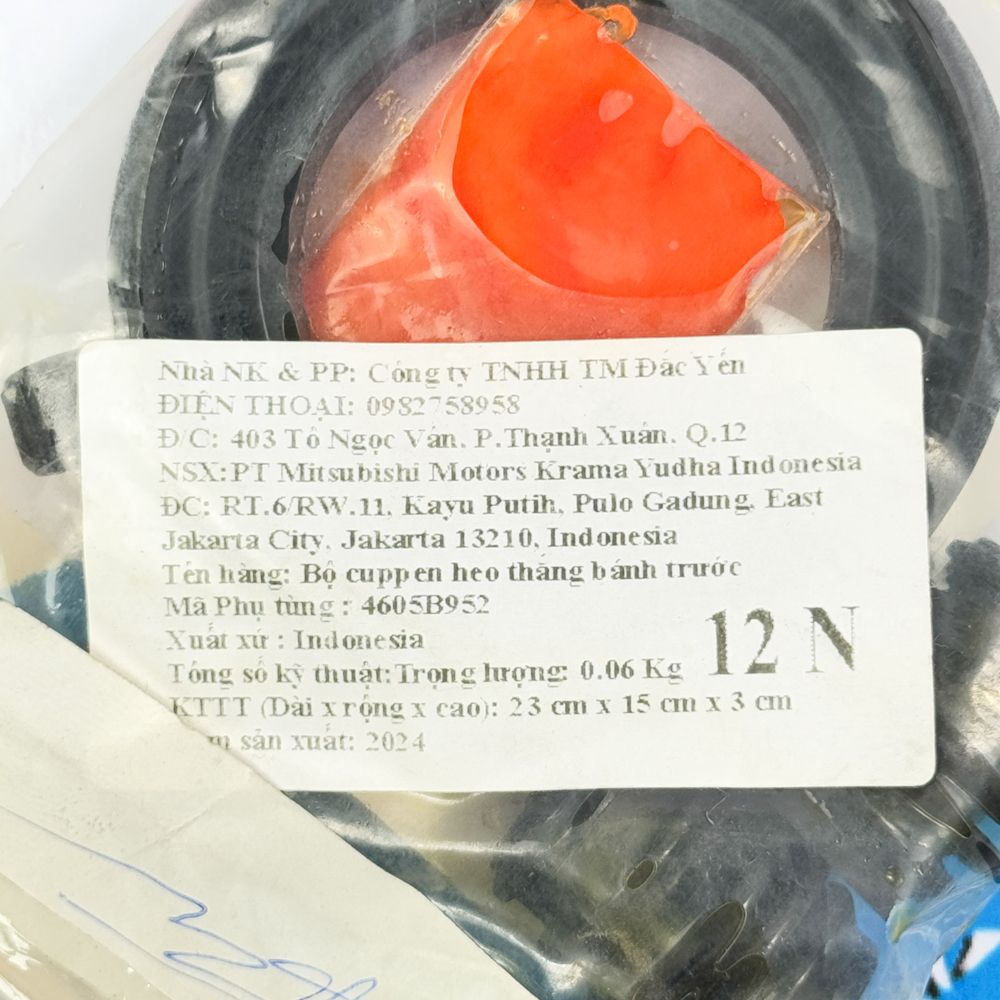 Nhà NK & PP: Công ty TNHH TM Đắc Yến
ĐIỆN THOẠI: 0982758958
Đ/C: 403 Tô Ngọc Vân. P.Thạnh Xuân. Q.12
NSX:PT Mitsubishi Motors Krama Yudha Indonesia
ĐC: RT.6/RW.11, Kayu Putih, Pulo Gadung, East
Jakarta City, Jakarta 13210, Indonesia
Tên hàng: Bộ cuppen heo thắng bánh trước
Mã Phụ tùng : 4605B952
Xuất xứ : Indonesia
12 N
Tổng số kỹ thuật: Trọng lượng: 0.06 Kg
KTTT (Dài x rộng x cao): 23 cm x 15 cm x 3 cm
sản xuất: 2024